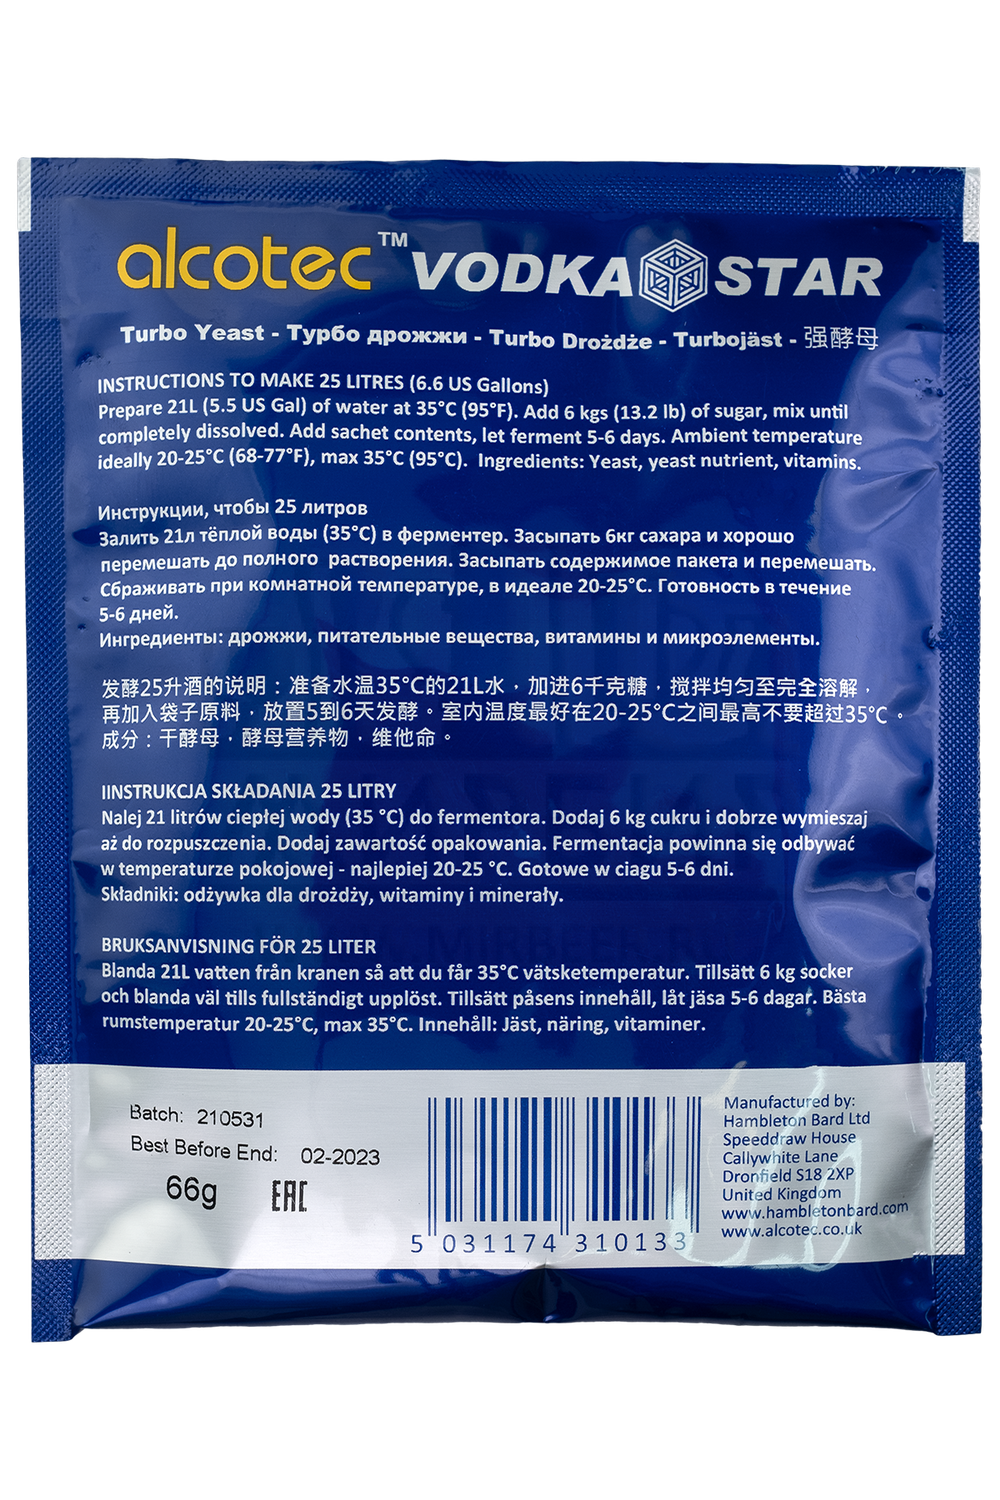 alcotec™ VODKA STAR
Turbo Yeast - Турбо дрожжи - Turbo Drożdże - Turbojäst - 强酵母
INSTRUCTIONS TO MAKE 25 LITRES (6.6 US Gallons)
Prepare 21L (5.5 US Gal) of water at 35°C (95°F). Add 6 kgs (13.2 lb) of sugar, mix until
completely dissolved. Add sachet contents, let ferment 5-6 days. Ambient temperature
ideally 20-25°C (68-77°F), max 35°C (95°C). Ingredients: Yeast, yeast nutrient, vitamins.
Инструкции, чтобы 25 литров
Залить 21л тёплой воды (35°C) в ферментер. Засыпать 6кг сахара и хорошо
перемешать до полного растворения. Засыпать содержимое пакета и перемешать.
Сбраживать при комнатной температуре, в идеале 20-25°C. Готовность в течение
5-6 дней.
Ингредиенты: дрожжи, питательные вещества, витамины и микроэлементы.
发酵25升酒的说明：准备水温35°C的21L水，加进6千克糖，搅拌均匀至完全溶解，
再加入袋子原料，放置5到6天发酵。室内温度最好在20-25°C之间最高不要超过35°C。
成分：干酵母，酵母营养物，维他命。
IINSTRUKCJA SKŁADANIA 25 LITRY
Nalej 21 litrów ciepłej wody (35 °C) do fermentora. Dodaj 6 kg cukru i dobrze wymieszaj
aż do rozpuszczenia. Dodaj zawartość opakowania. Fermentacja powinna się odbywać
w temperaturze pokojowej - najlepiej 20-25 °C. Gotowe w ciagu 5-6 dni.
Składniki: odżywka dla drożdży, witaminy i minerały.
BRUKSANVISNING FÖR 25 LITER
Blanda 21L vatten från kranen så att du får 35°C vätsketemperatur. Tillsätt 6 kg socker
och blanda väl tills fullständigt upplöst. Tillsätt påsens innehåll, låt jäsa 5-6 dagar. Bästa
rumstemperatur 20-25°C, max 35°C. Innehåll: Jäst, näring, vitaminer.
Batch: 210531
Best Before End: 02-2023
66g EAC
5 031174 310133
Manufactured by:
Hambleton Bard Ltd
Speeddraw House
Callywhite Lane
Dronfield S18 2XP
United Kingdom
www.hambletonbard.com
www.alcotec.co.uk